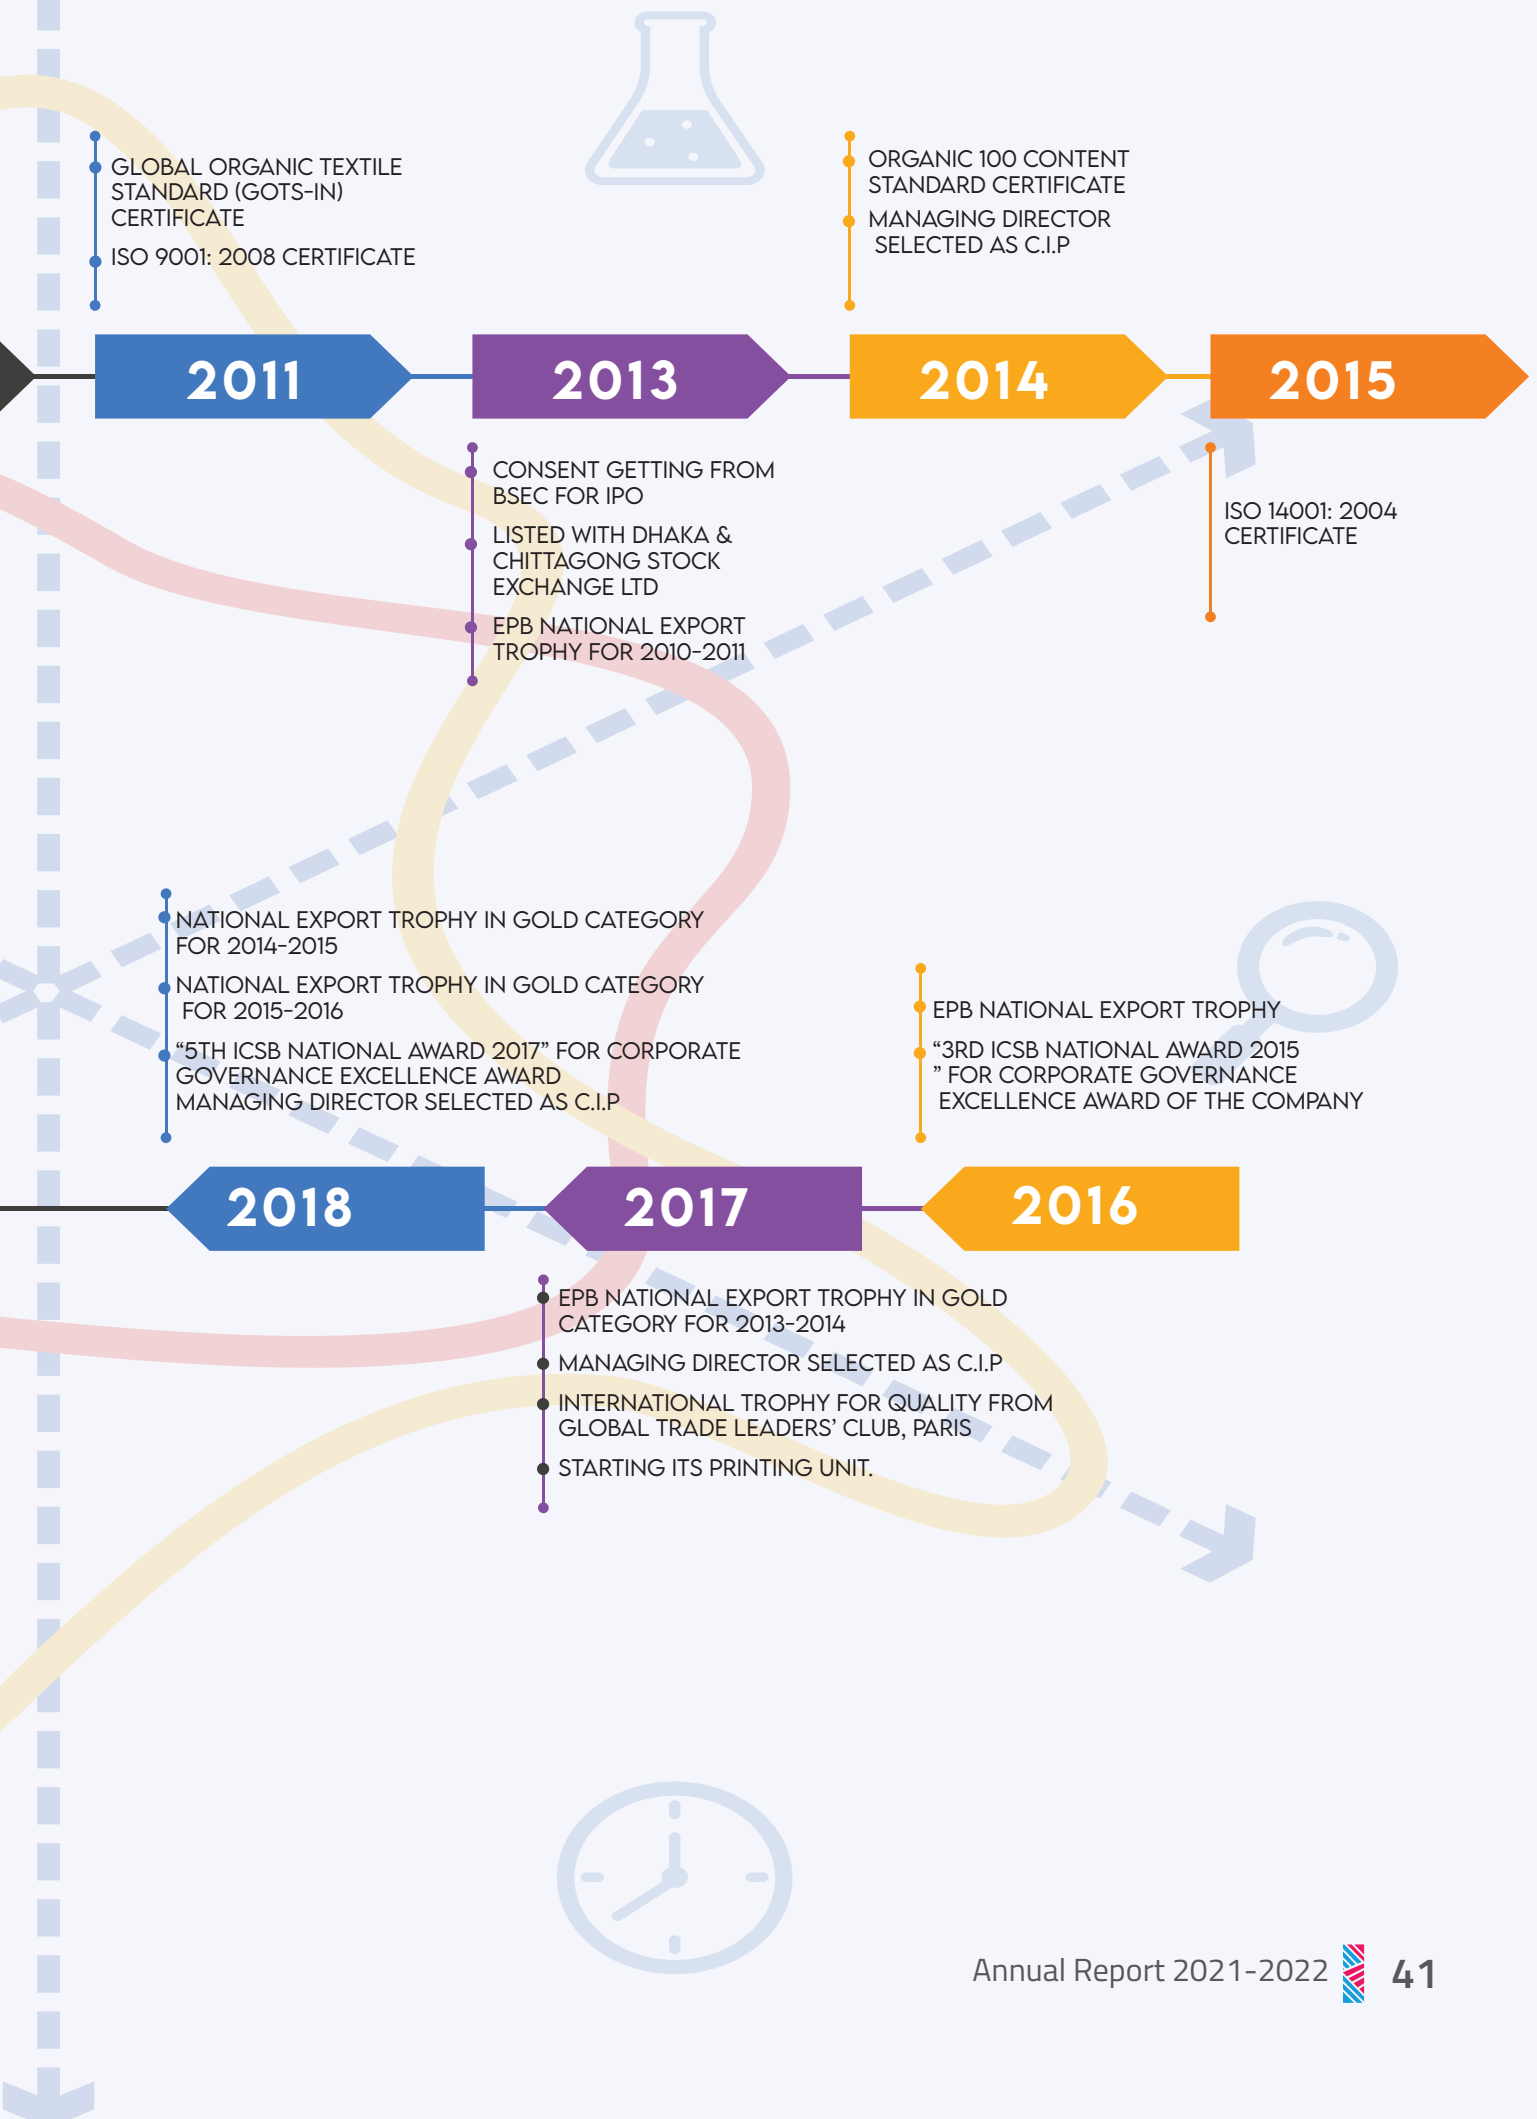 GLOBAL ORGANIC TEXTILE
STANDARD (GOTS-IN)
CERTIFICATE
ISO 9001: 2008 CERTIFICATE
ORGANIC 100 CONTENT
STANDARD CERTIFICATE
MANAGING DIRECTOR
SELECTED AS C.I.P
2011
2013
2014
2015
CONSENT GETTING FROM
BSEC FOR IPO
LISTED WITH DHAKA &
CHITTAGONG STOCK
EXCHANGE LTD
EPB NATIONAL EXPORT
TROPHY FOR 2010-2011
ISO 14001: 2004
CERTIFICATE
NATIONAL EXPORT TROPHY IN GOLD CATEGORY
FOR 2014-2015
NATIONAL EXPORT TROPHY IN GOLD CATEGORY
FOR 2015-2016
“5TH ICSB NATIONAL AWARD 2017” FOR CORPORATE
GOVERNANCE EXCELLENCE AWARD
MANAGING DIRECTOR SELECTED AS C.I.P
EPB NATIONAL EXPORT TROPHY
“3RD ICSB NATIONAL AWARD 2015
” FOR CORPORATE GOVERNANCE
EXCELLENCE AWARD OF THE COMPANY
2018
2017
2016
EPB NATIONAL EXPORT TROPHY IN GOLD
CATEGORY FOR 2013-2014
MANAGING DIRECTOR SELECTED AS C.I.P
INTERNATIONAL TROPHY FOR QUALITY FROM
GLOBAL TRADE LEADERS’ CLUB, PARIS
STARTING ITS PRINTING UNIT.
Annual Report 2021-2022 41